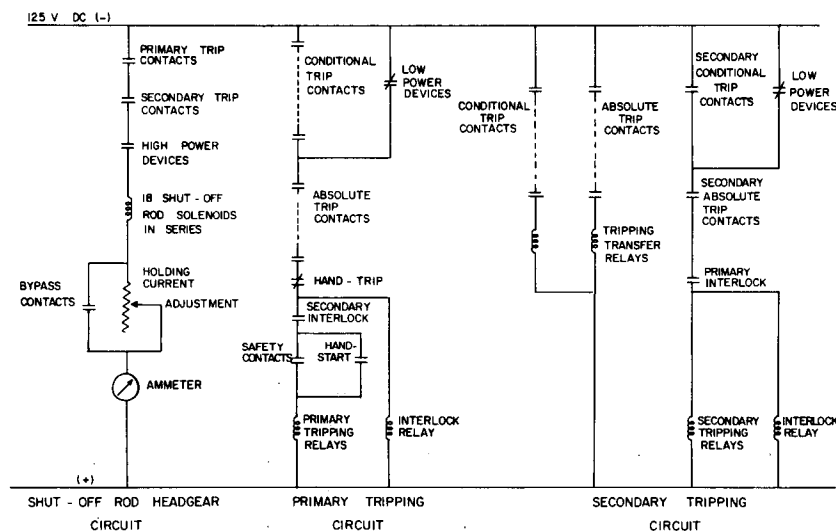 125 V DC (-)
PRIMARY TRIP
CONTACTS
SECONDARY TRIP
CONTACTS
HIGH POWER
DEVICES
18 SHUT-OFF
ROD SOLENOIDS
IN SERIES
HOLDING
CURRENT
BYPASS
CONTACTS
ADJUSTMENT
AMMETER
(+)
SHUT-OFF ROD HEADGEAR
CIRCUIT
CONDITIONAL
TRIP
CONTACTS
LOW
POWER
DEVICES
ABSOLUTE
TRIP
CONTACTS
HAND-TRIP
SECONDARY
INTERLOCK
SAFETY
CONTACTS
HAND-
START
PRIMARY
TRIPPING
RELAYS
INTERLOCK
RELAY
PRIMARY TRIPPING
CIRCUIT
CONDITIONAL
TRIP
CONTACTS
ABSOLUTE
TRIP
CONTACTS
TRIPPING
TRANSFER
RELAYS
SECONDARY
CONDITIONAL
TRIP
CONTACTS
LOW
POWER
DEVICES
SECONDARY
ABSOLUTE
TRIP
CONTACTS
PRIMARY
INTERLOCK
SECONDARY
TRIPPING
RELAYS
INTERLOCK
RELAY
SECONDARY TRIPPING
CIRCUIT